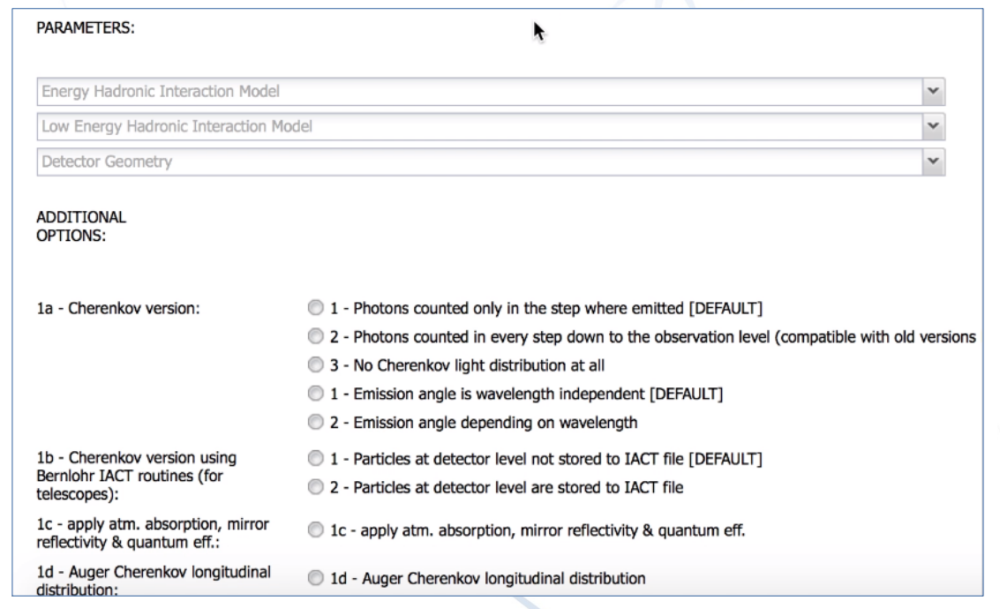 PARAMETERS:
Energy Hadronic Interaction Model
Low Energy Hadronic Interaction Model
Detector Geometry
ADDITIONAL
OPTIONS:
1a - Cherenkov version:
1 - Photons counted only in the step where emitted [DEFAULT]
2 - Photons counted in every step down to the observation level (compatible with old versions
3 - No Cherenkov light distribution at all
1 - Emission angle is wavelength independent [DEFAULT]
2 - Emission angle depending on wavelength
1b - Cherenkov version using
Bernlohr IACT routines (for
telescopes):
1 - Particles at detector level not stored to IACT file [DEFAULT]
2 - Particles at detector level are stored to IACT file
1c - apply atm. absorption, mirror
reflectivity & quantum eff.:
1c - apply atm. absorption, mirror reflectivity & quantum eff.
1d - Auger Cherenkov longitudinal
distribution:
1d - Auger Cherenkov longitudinal distribution